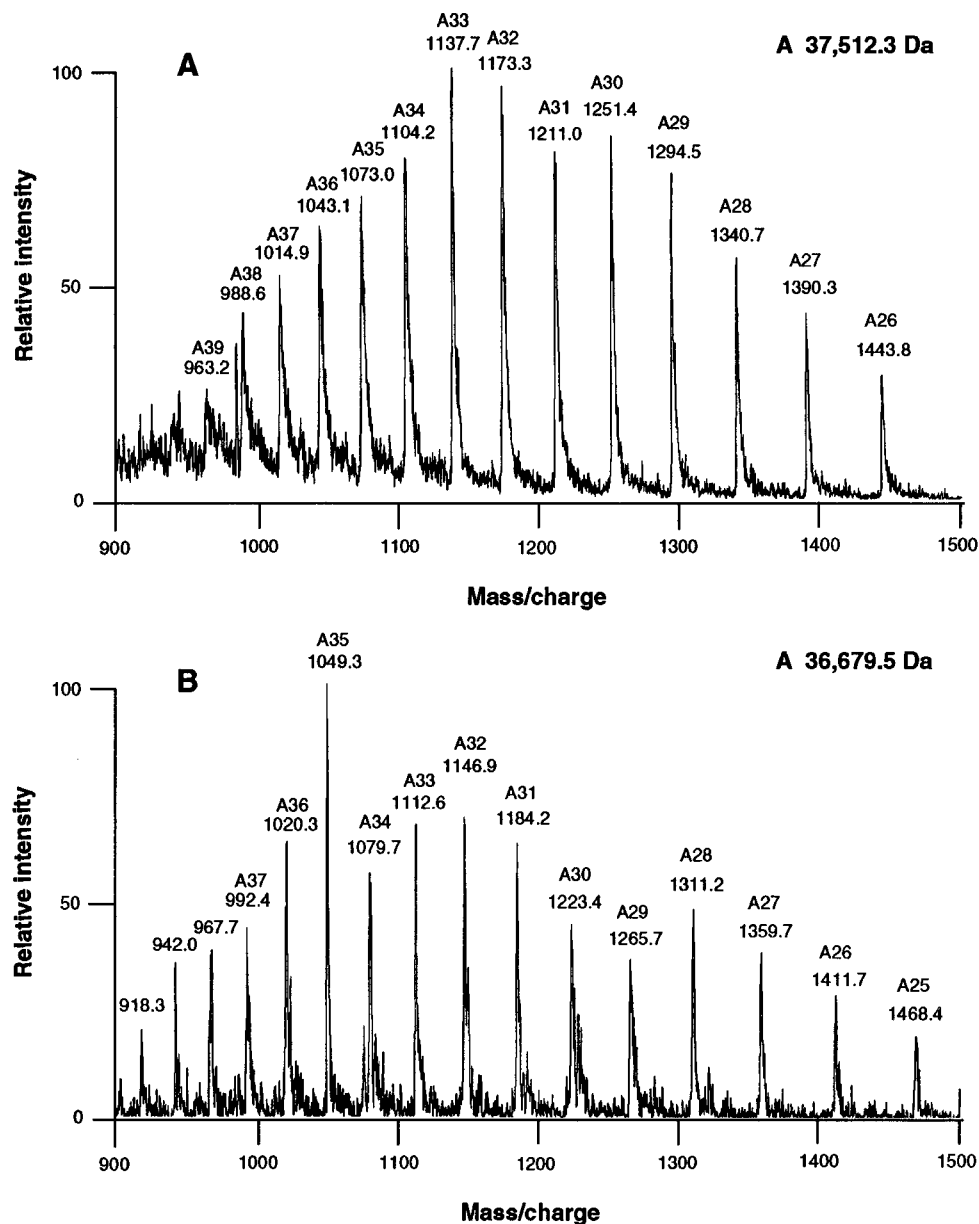 A
A 37,512.3 Da
Relative intensity
100
50
0
A39
963.2
A38
988.6
A37
1014.9
A36
1043.1
A35
1073.0
A34
1104.2
A33
1137.7
A32
1173.3
A31
1211.0
A30
1251.4
A29
1294.5
A28
1340.7
A27
1390.3
A26
1443.8
900 1000 1100 1200 1300 1400 1500
Mass/charge
B
A 36,679.5 Da
Relative intensity
100
50
0
918.3
942.0
967.7
A37
992.4
A36
1020.3
A35
1049.3
A34
1079.7
A33
1112.6
A32
1146.9
A31
1184.2
A30
1223.4
A29
1265.7
A28
1311.2
A27
1359.7
A26
1411.7
A25
1468.4
900 1000 1100 1200 1300 1400 1500
Mass/charge